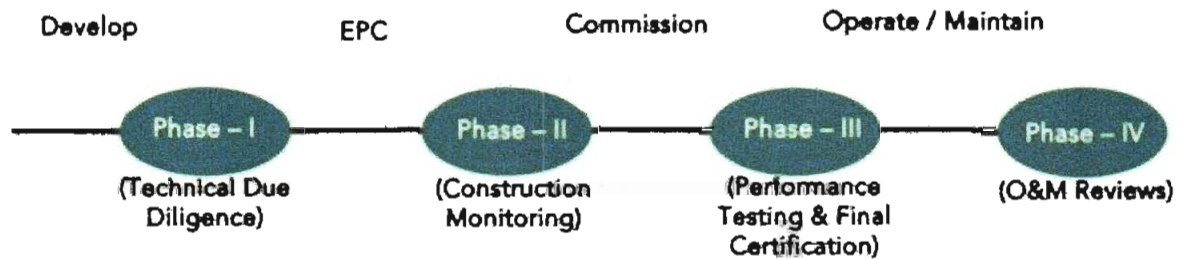 Develop
EPC
Commission
Operate / Maintain
Phase – I
Phase – II
Phase – III
Phase – IV
(Technical Due
Diligence)
(Construction
Monitoring)
(Performance
Testing & Final
Certification)
(O&M Reviews)